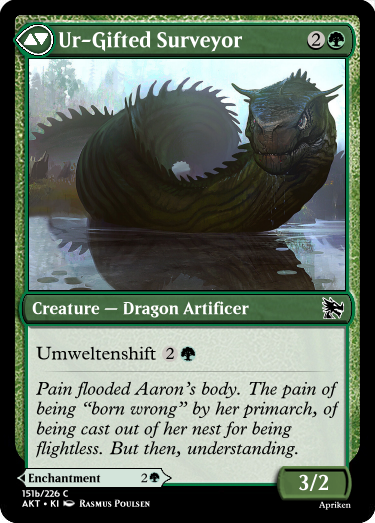 Ur-Gifted Surveyor 2
Creature — Dragon Artificer
Umweltenshift 2
Pain flooded Aaron's body. The pain of
being “born wrong” by her primarch, of
being cast out of her nest for being
flightless. But then, understanding.
Enchantment 2
3/2
151b/226 C
AKT • KI Rasmus Poulsen
Apriken